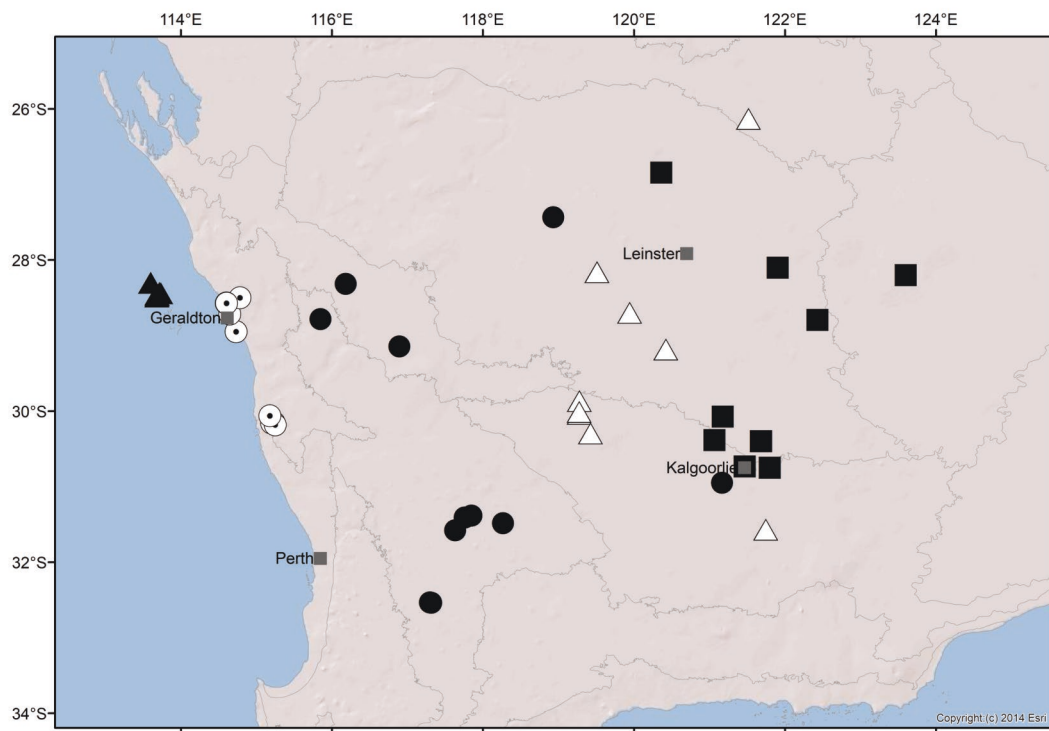 114°E 116°E 118°E 120°E 122°E 124°E
26°S
28°S
Leinster
Geraldton
30°S
Kalgoorlie
32°S
Perth
34°S
Copyright:(c) 2014 Esri